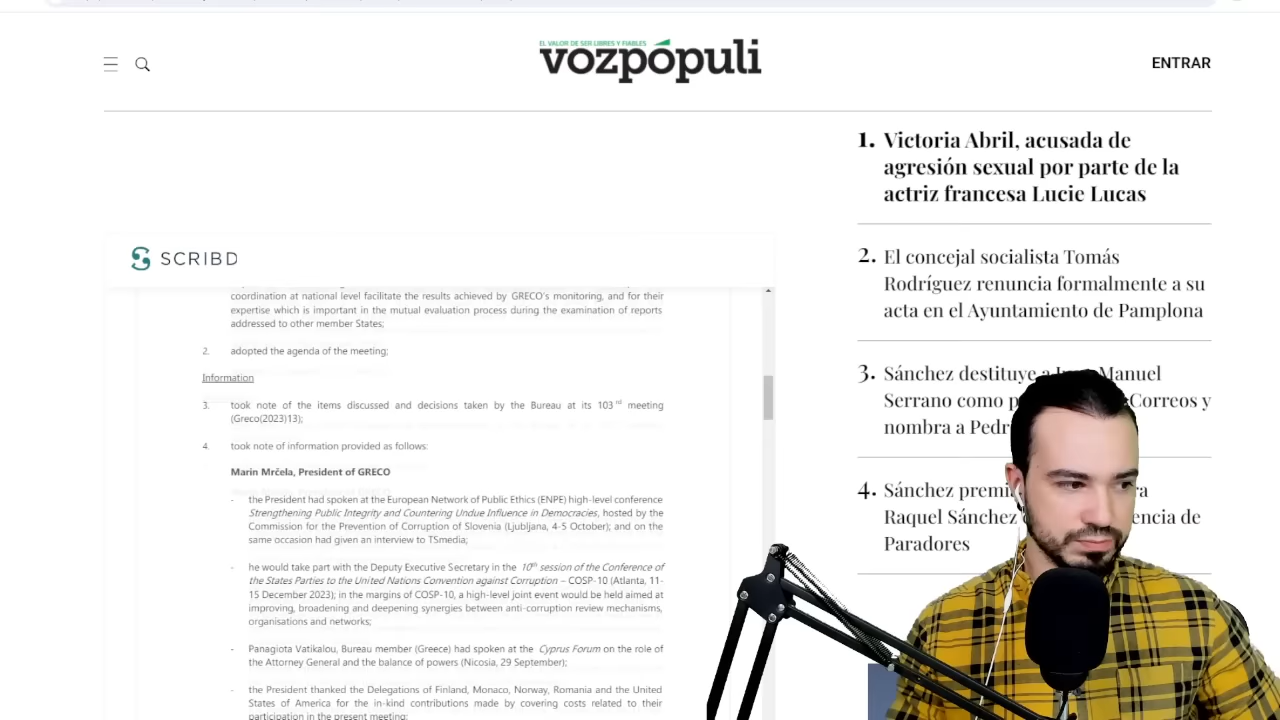 EL VALOR DE SER LIBRES Y FIABLES
vozpópuli
ENTRAR
SCRIBD
coordination at national level facilitate the results achieved by GRECO's monitoring, and for their
expertise which is important in the mutual evaluation process during the examination of reports
addressed to other member States;
2. adopted the agenda of the meeting;
Information
3. took note of the items discussed and decisions taken by the Bureau at its 103rd meeting
(Greco(2023)13);
4. took note of information provided as follows:
Marin Mrčela, President of GRECO
- the President had spoken at the European Network of Public Ethics (ENPE) high-level conference
Strengthening Public Integrity and Countering Undue Influence in Democracies, hosted by the
Commission for the Prevention of Corruption of Slovenia (Ljubljana, 4-5 October); and on the
same occasion had given an interview to TSmedia;
- he would take part with the Deputy Executive Secretary in the 10th session of the Conference of
the States Parties to the United Nations Convention against Corruption – COSP-10 (Atlanta, 11-
15 December 2023); in the margins of COSP-10, a high-level joint event would be held aimed at
improving, broadening and deepening synergies between anti-corruption review mechanisms,
organisations and networks;
- Panagiota Vatikalou, Bureau member (Greece) had spoken at the Cyprus Forum on the role of
the Attorney General and the balance of powers (Nicosia, 29 September);
- the President thanked the Delegations of Finland, Monaco, Norway, Romania and the United
States of America for the in-kind contributions made by covering costs related to their
participation in the present meeting;
1. Victoria Abril, acusada de
agresión sexual por parte de la
actriz francesa Lucie Lucas
2. El concejal socialista Tomás
Rodríguez renuncia formalmente a su
acta en el Ayuntamiento de Pamplona
3. Sánchez destituye a Manuel
Serrano como Correos y
nombra a
4. Sánchez
Raquel Sánchez de
Paradores